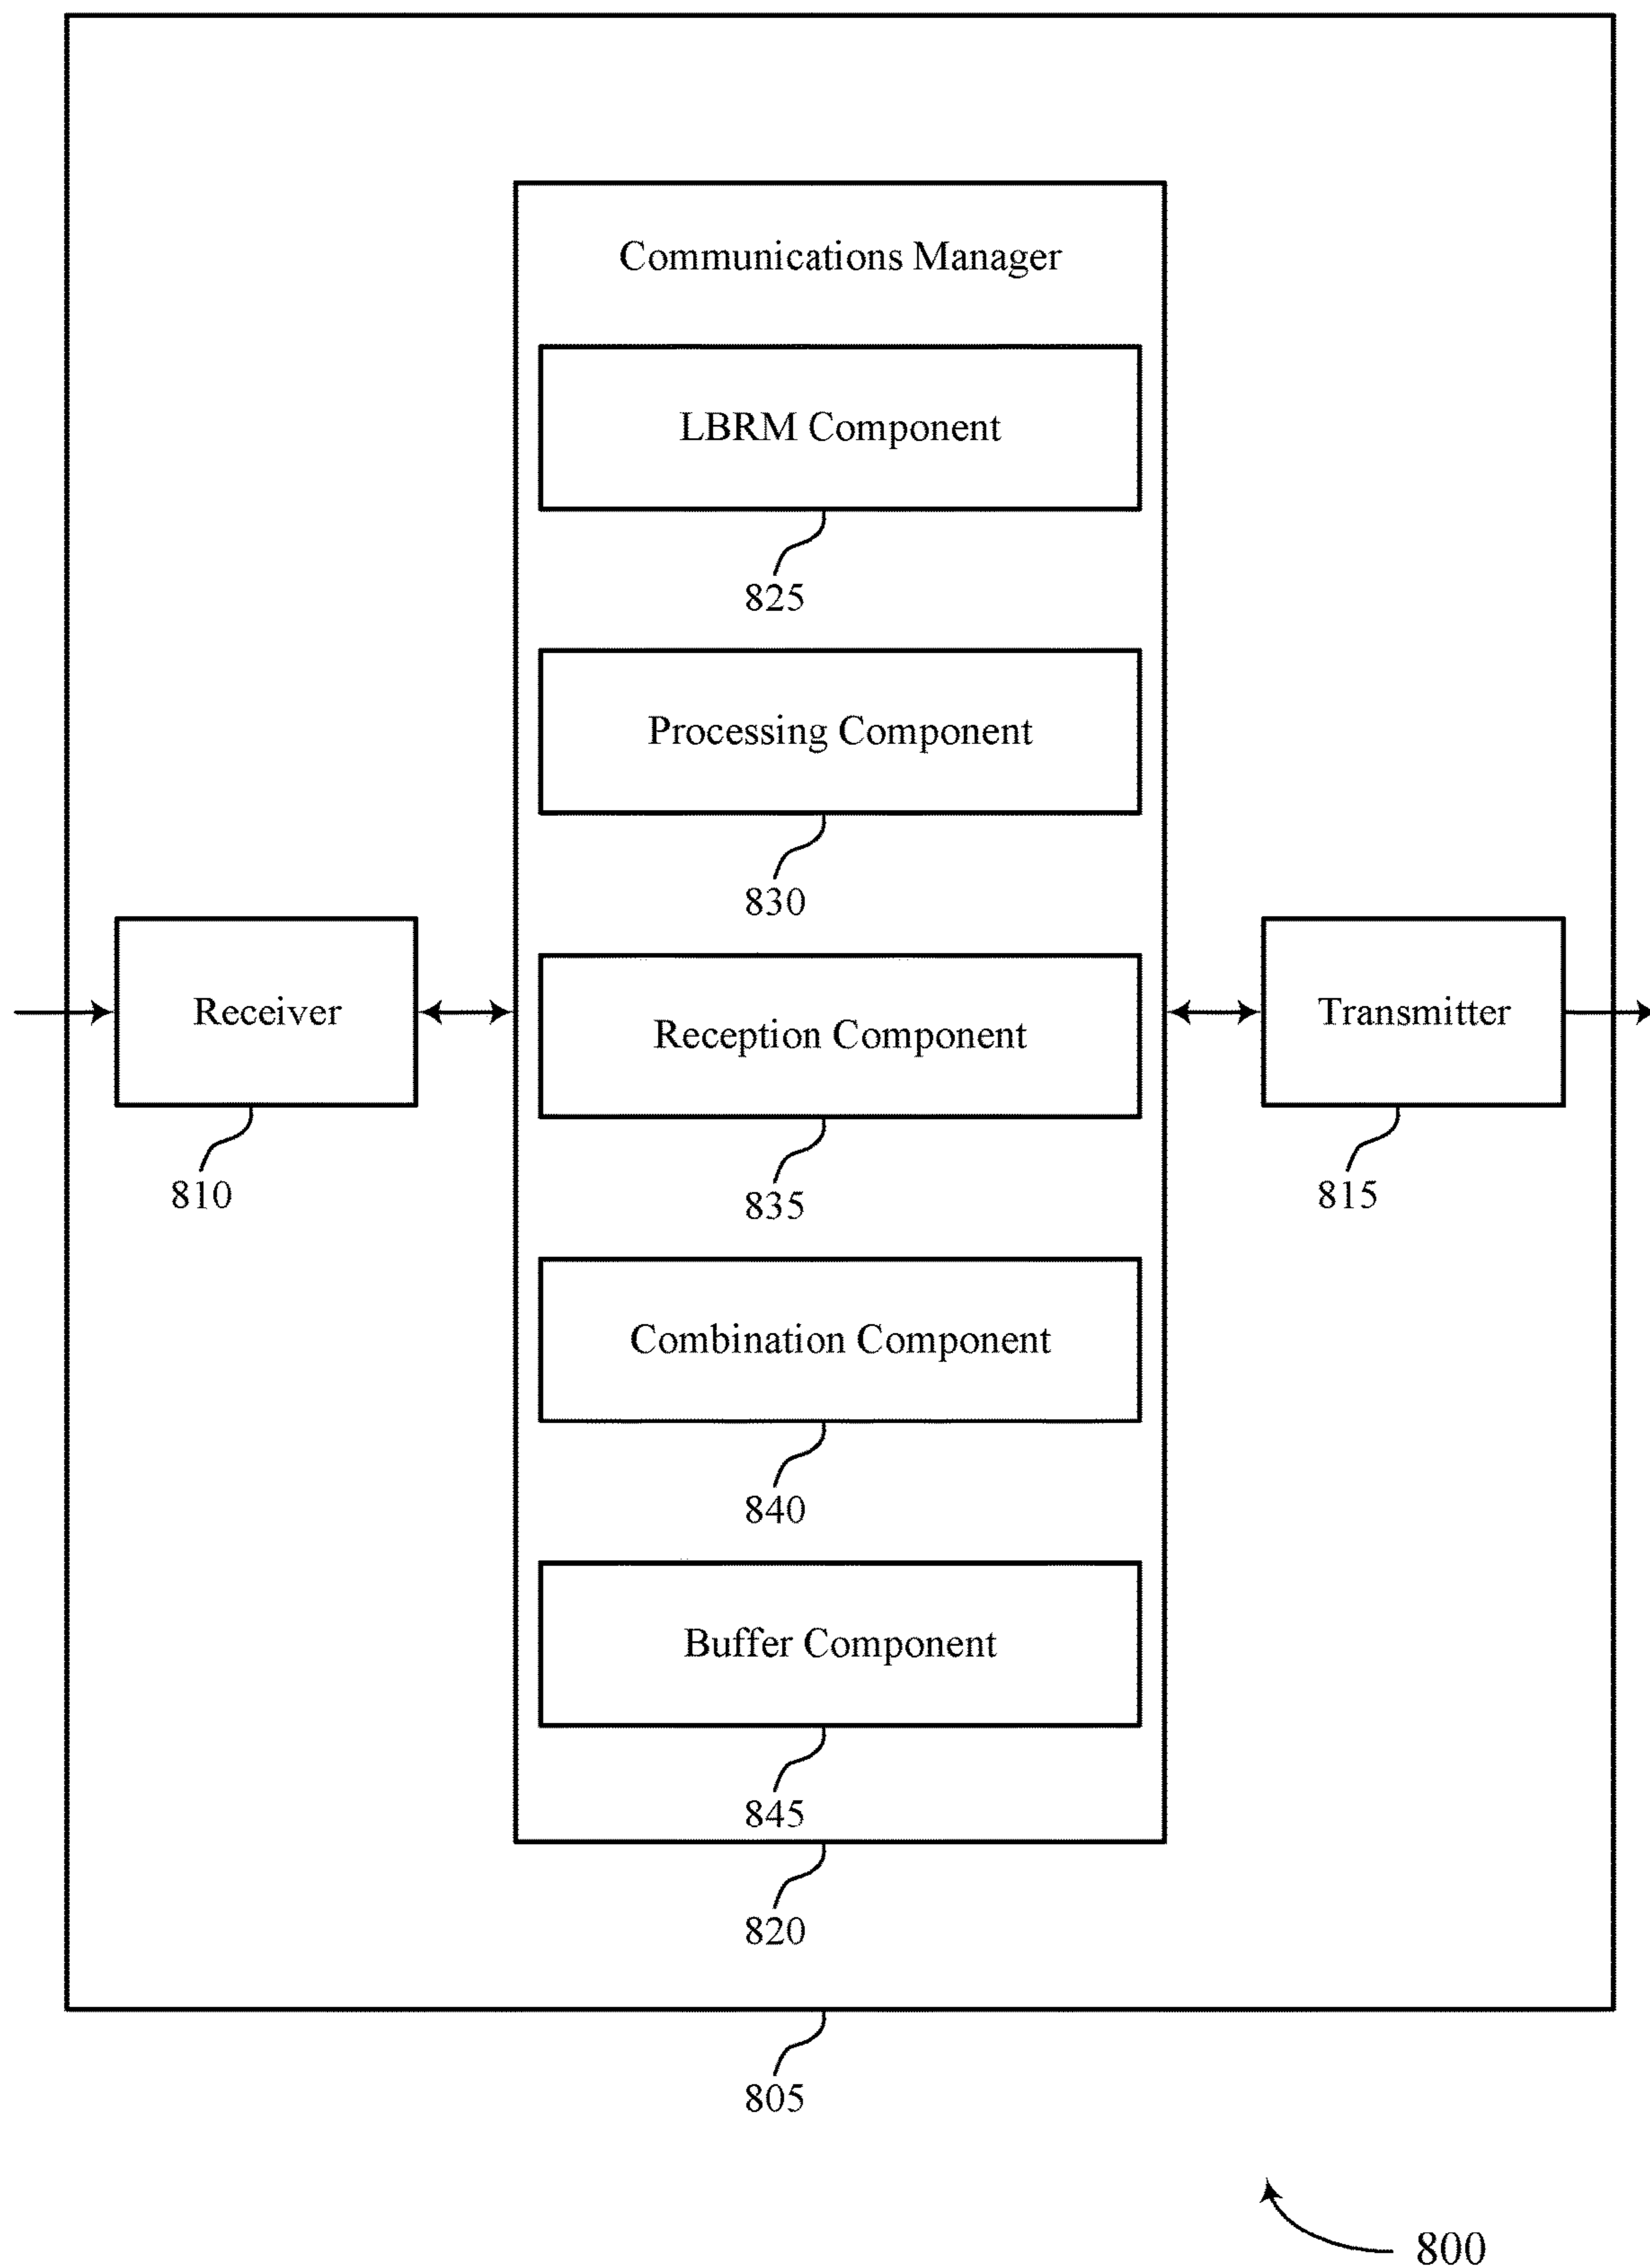 Communications Manager
LBRM Component
825
Processing Component
830
Receiver
810
Reception Component
835
Transmitter
815
Combination Component
840
Buffer Component
845
820
805
800